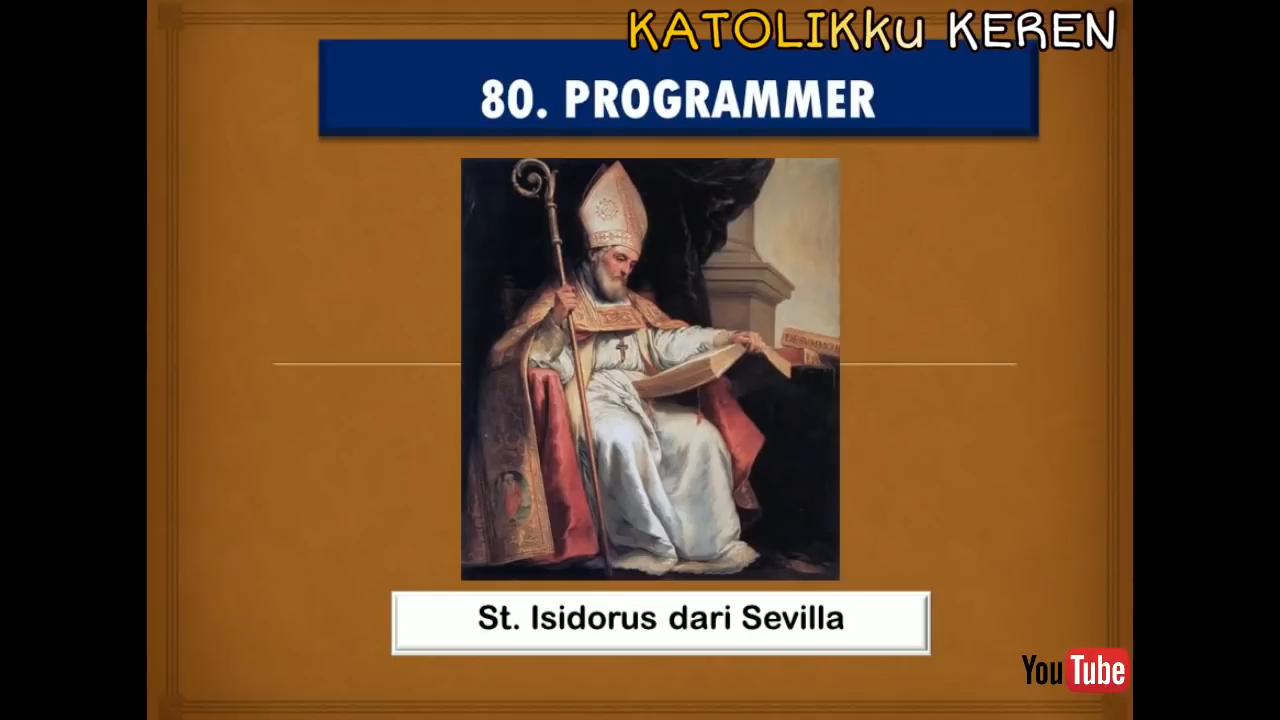 KATOLIKku KEREN
80. PROGRAMMER
St. Isidorus dari Sevilla
YouTube